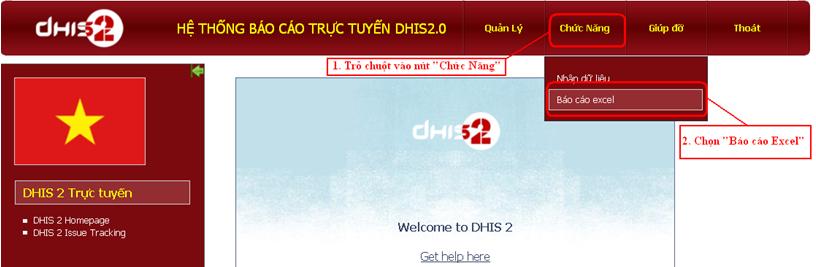 dHIS2
HỆ THỐNG BÁO CÁO TRỰC TUYẾN DHIS2.0
Quản Lý
Chức Năng
Giúp đỡ
Thoát
1. Trỏ chuột vào nút "Chức Năng"
Nhập dữ liệu
Báo cáo excel
2. Chọn "Báo cáo Excel"
DHIS 2 Trực tuyến
DHIS 2 Homepage
DHIS 2 Issue Tracking
dHIS2
Welcome to DHIS 2
Get help here